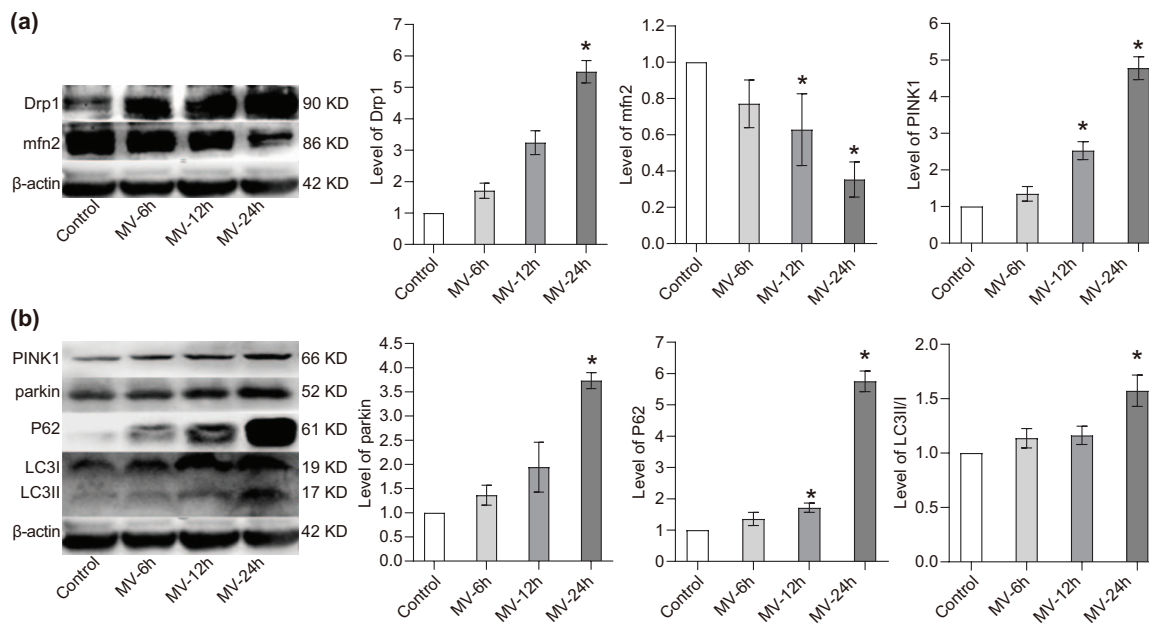 (a)
Drp1 90 KD
mfn2 86 KD
β-actin 42 KD
Control MV-6h MV-12h MV-24h
Level of Drp1
7
6
5
4
3
2
1
0
*
Control MV-6h MV-12h MV-24h
Level of mfn2
1.2
1.0
0.8
0.6
0.4
0.2
0.0
* *
Control MV-6h MV-12h MV-24h
Level of PINK1
6
5
4
3
2
1
0
* *
Control MV-6h MV-12h MV-24h
(b)
PINK1 66 KD
parkin 52 KD
P62 61 KD
LC3I 19 KD
LC3II 17 KD
β-actin 42 KD
Control MV-6h MV-12h MV-24h
Level of parkin
4.5
4.0
3.5
3.0
2.5
2.0
1.5
1.0
0.5
0.0
*
Control MV-6h MV-12h MV-24h
Level of P62
7
6
5
4
3
2
1
0
* *
Control MV-6h MV-12h MV-24h
Level of LC3II/I
2.0
1.5
1.0
0.5
0.0
*
Control MV-6h MV-12h MV-24h